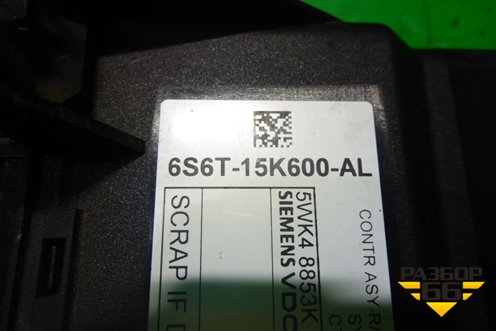 6S6T-15K600-AL
5WK4 8853K
SIEMENS VDO
SCRAP IF
CONTR ASY-R
РАЗБОР
66